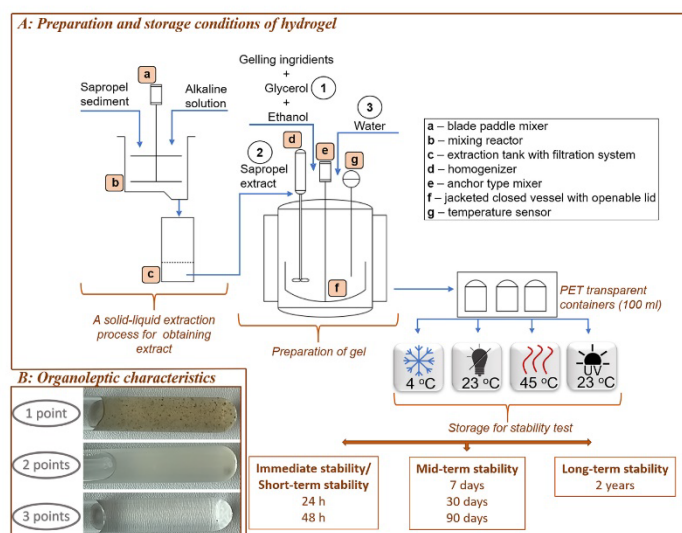 A: Preparation and storage conditions of hydrogel
Gelling ingridients
+
Glycerol
+
Ethanol
1
3
Water
a
Sapropel
sediment
Alkaline
solution
d
e
g
2
Sapropel
extract
b
c
f
a – blade paddle mixer
b – mixing reactor
c – extraction tank with filtration system
d – homogenizer
e – anchor type mixer
f – jacketed closed vessel with openable lid
g – temperature sensor
A solid-liquid extraction
process for obtaining
extract
Preparation of gel
PET transparent
containers (100 ml)
4 °C
23 °C
45 °C
UV
23 °C
Storage for stability test
B: Organoleptic characteristics
1 point
2 points
3 points
Immediate stability/
Short-term stability
24 h
48 h
Mid-term stability
7 days
30 days
90 days
Long-term stability
2 years